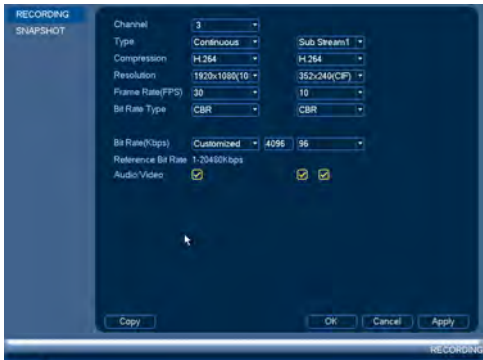 RECORDING
SNAPSHOT
Channel 3
Type Continuous Sub Stream1
Compression H.264 H.264
Resolution 1920x1080(10 352x240(CIF)
Frame Rate(FPS) 30 10
Bit Rate Type CBR CBR
Bit Rate(Kbps) Customized 4096 96
Reference Bit Rate 1-20480Kbps
Audio/Video
Copy OK Cancel Apply
RECORDING